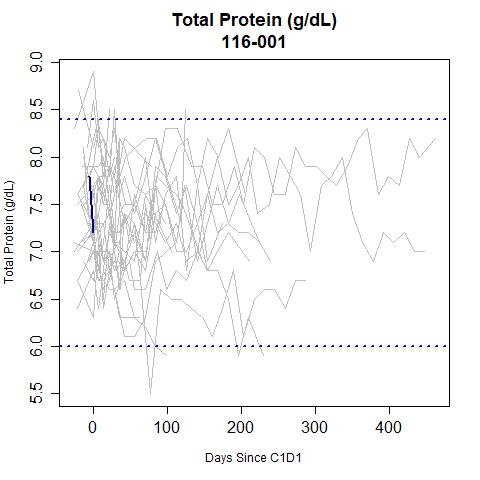 Total Protein (g/dL)
116-001
Total Protein (g/dL)
9.0
8.5
8.0
7.5
7.0
6.5
6.0
5.5
0 100 200 300 400
Days Since C1D1